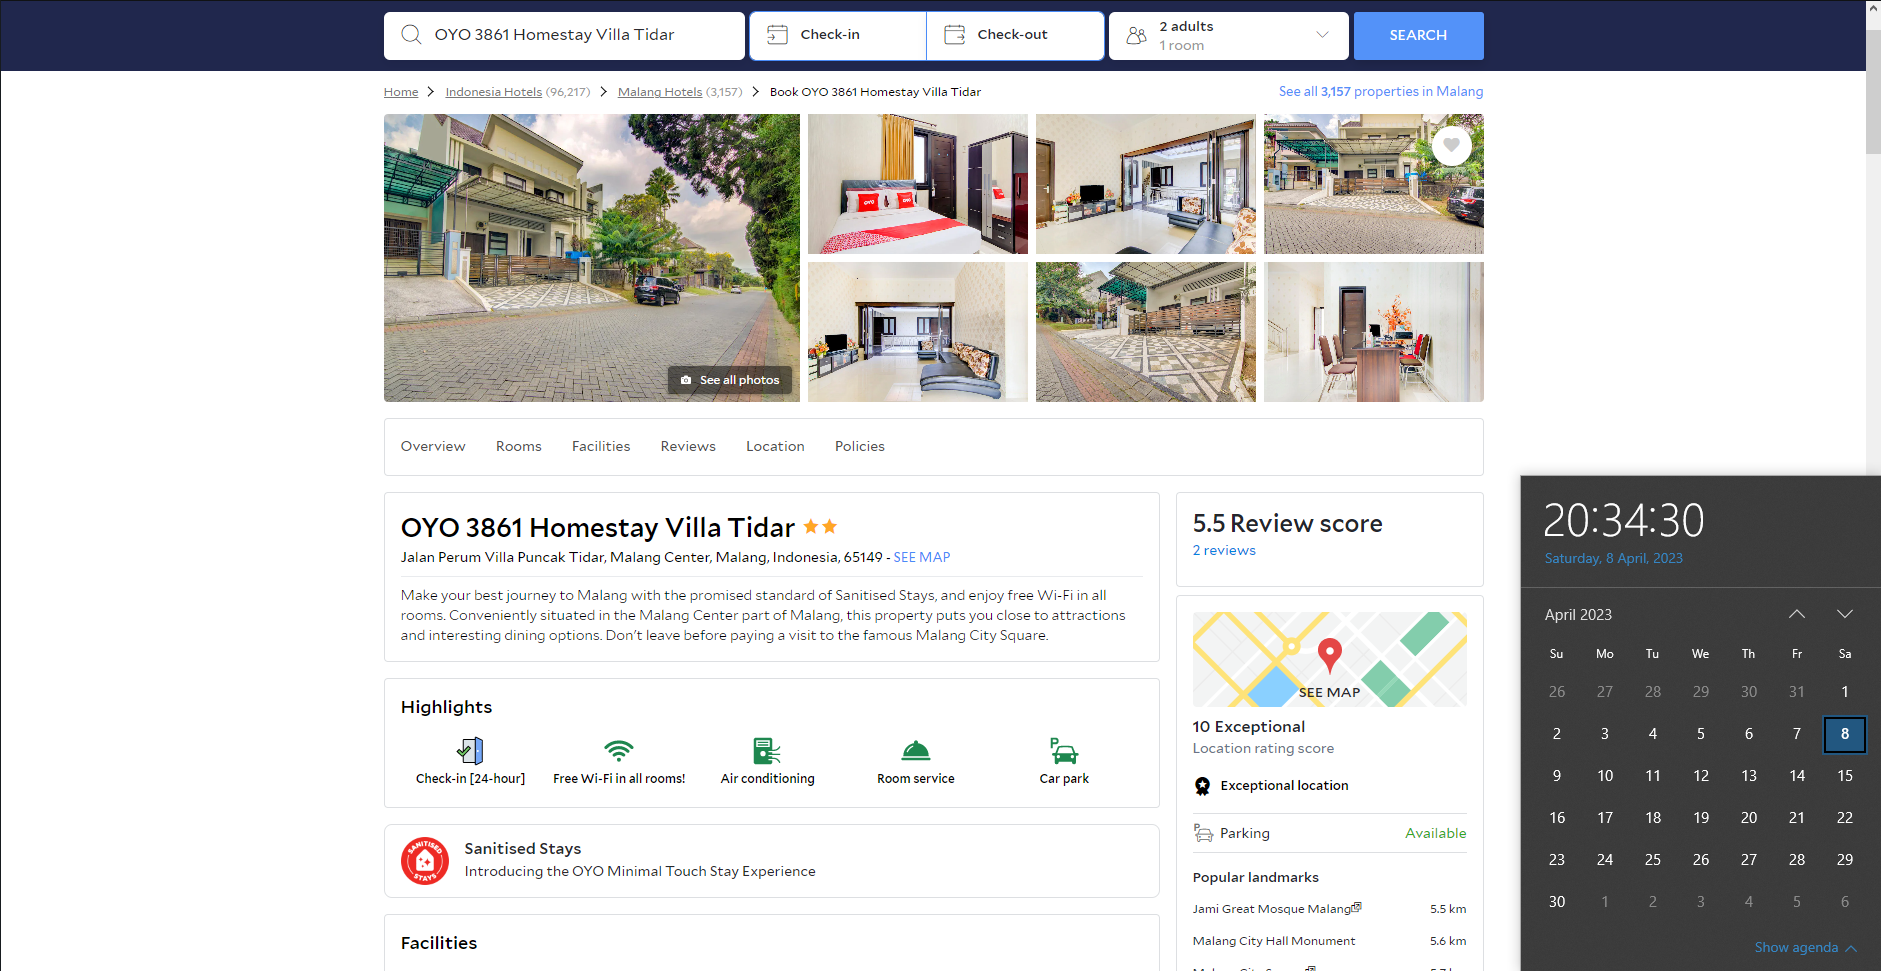 OYO 3861 Homestay Villa Tidar
Check-in
Check-out
2 adults
1 room
SEARCH
Home > Indonesia Hotels (96,217) > Malang Hotels (3,157) > Book OYO 3861 Homestay Villa Tidar
See all 3,157 properties in Malang
OYO
OYO
See all photos
Overview
Rooms
Facilities
Reviews
Location
Policies
OYO 3861 Homestay Villa Tidar
Jalan Perum Villa Puncak Tidar, Malang Center, Malang, Indonesia, 65149 - SEE MAP
Make your best journey to Malang with the promised standard of Sanitised Stays, and enjoy free Wi-Fi in all
rooms. Conveniently situated in the Malang Center part of Malang, this property puts you close to attractions
and interesting dining options. Don't leave before paying a visit to the famous Malang City Square.
Highlights
Check-in [24-hour]
Free Wi-Fi in all rooms!
Air conditioning
Room service
P
Car park
SANITISED
STAYS
Sanitised Stays
Introducing the OYO Minimal Touch Stay Experience
Facilities
5.5 Review score
2 reviews
SEE MAP
10 Exceptional
Location rating score
Exceptional location
P
Parking
Available
Popular landmarks
Jami Great Mosque Malang
5.5 km
Malang City Hall Monument
5.6 km
20:34:30
Saturday, 8 April, 2023
April 2023
Su Mo Tu We Th Fr Sa
26 27 28 29 30 31 1
2 3 4 5 6 7 8
9 10 11 12 13 14 15
16 17 18 19 20 21 22
23 24 25 26 27 28 29
30 1 2 3 4 5 6
Show agenda